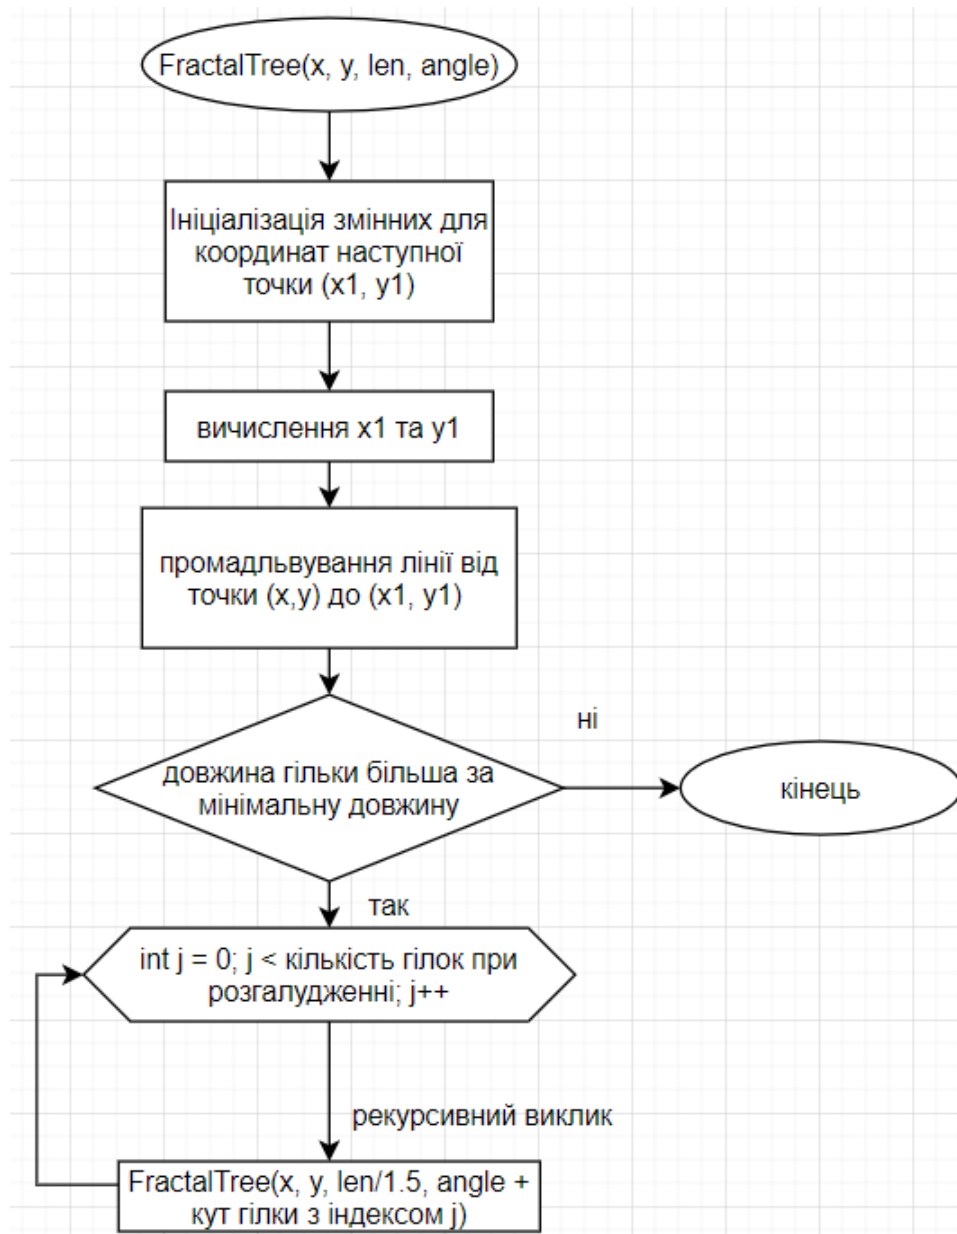 FractalTree(x, y, len, angle)
Ініціалізація змінних для
координат наступної
точки (x1, y1)
вичислення x1 та y1
промадльвування лінії від
точки (x,y) до (x1, y1)
довжина гільки більша за
мінімальну довжину
ні
кінець
так
int j = 0; j < кількість гілок при
розгалудженні; j++
рекурсивний виклик
FractalTree(x, y, len/1.5, angle +
кут гілки з індексом j)